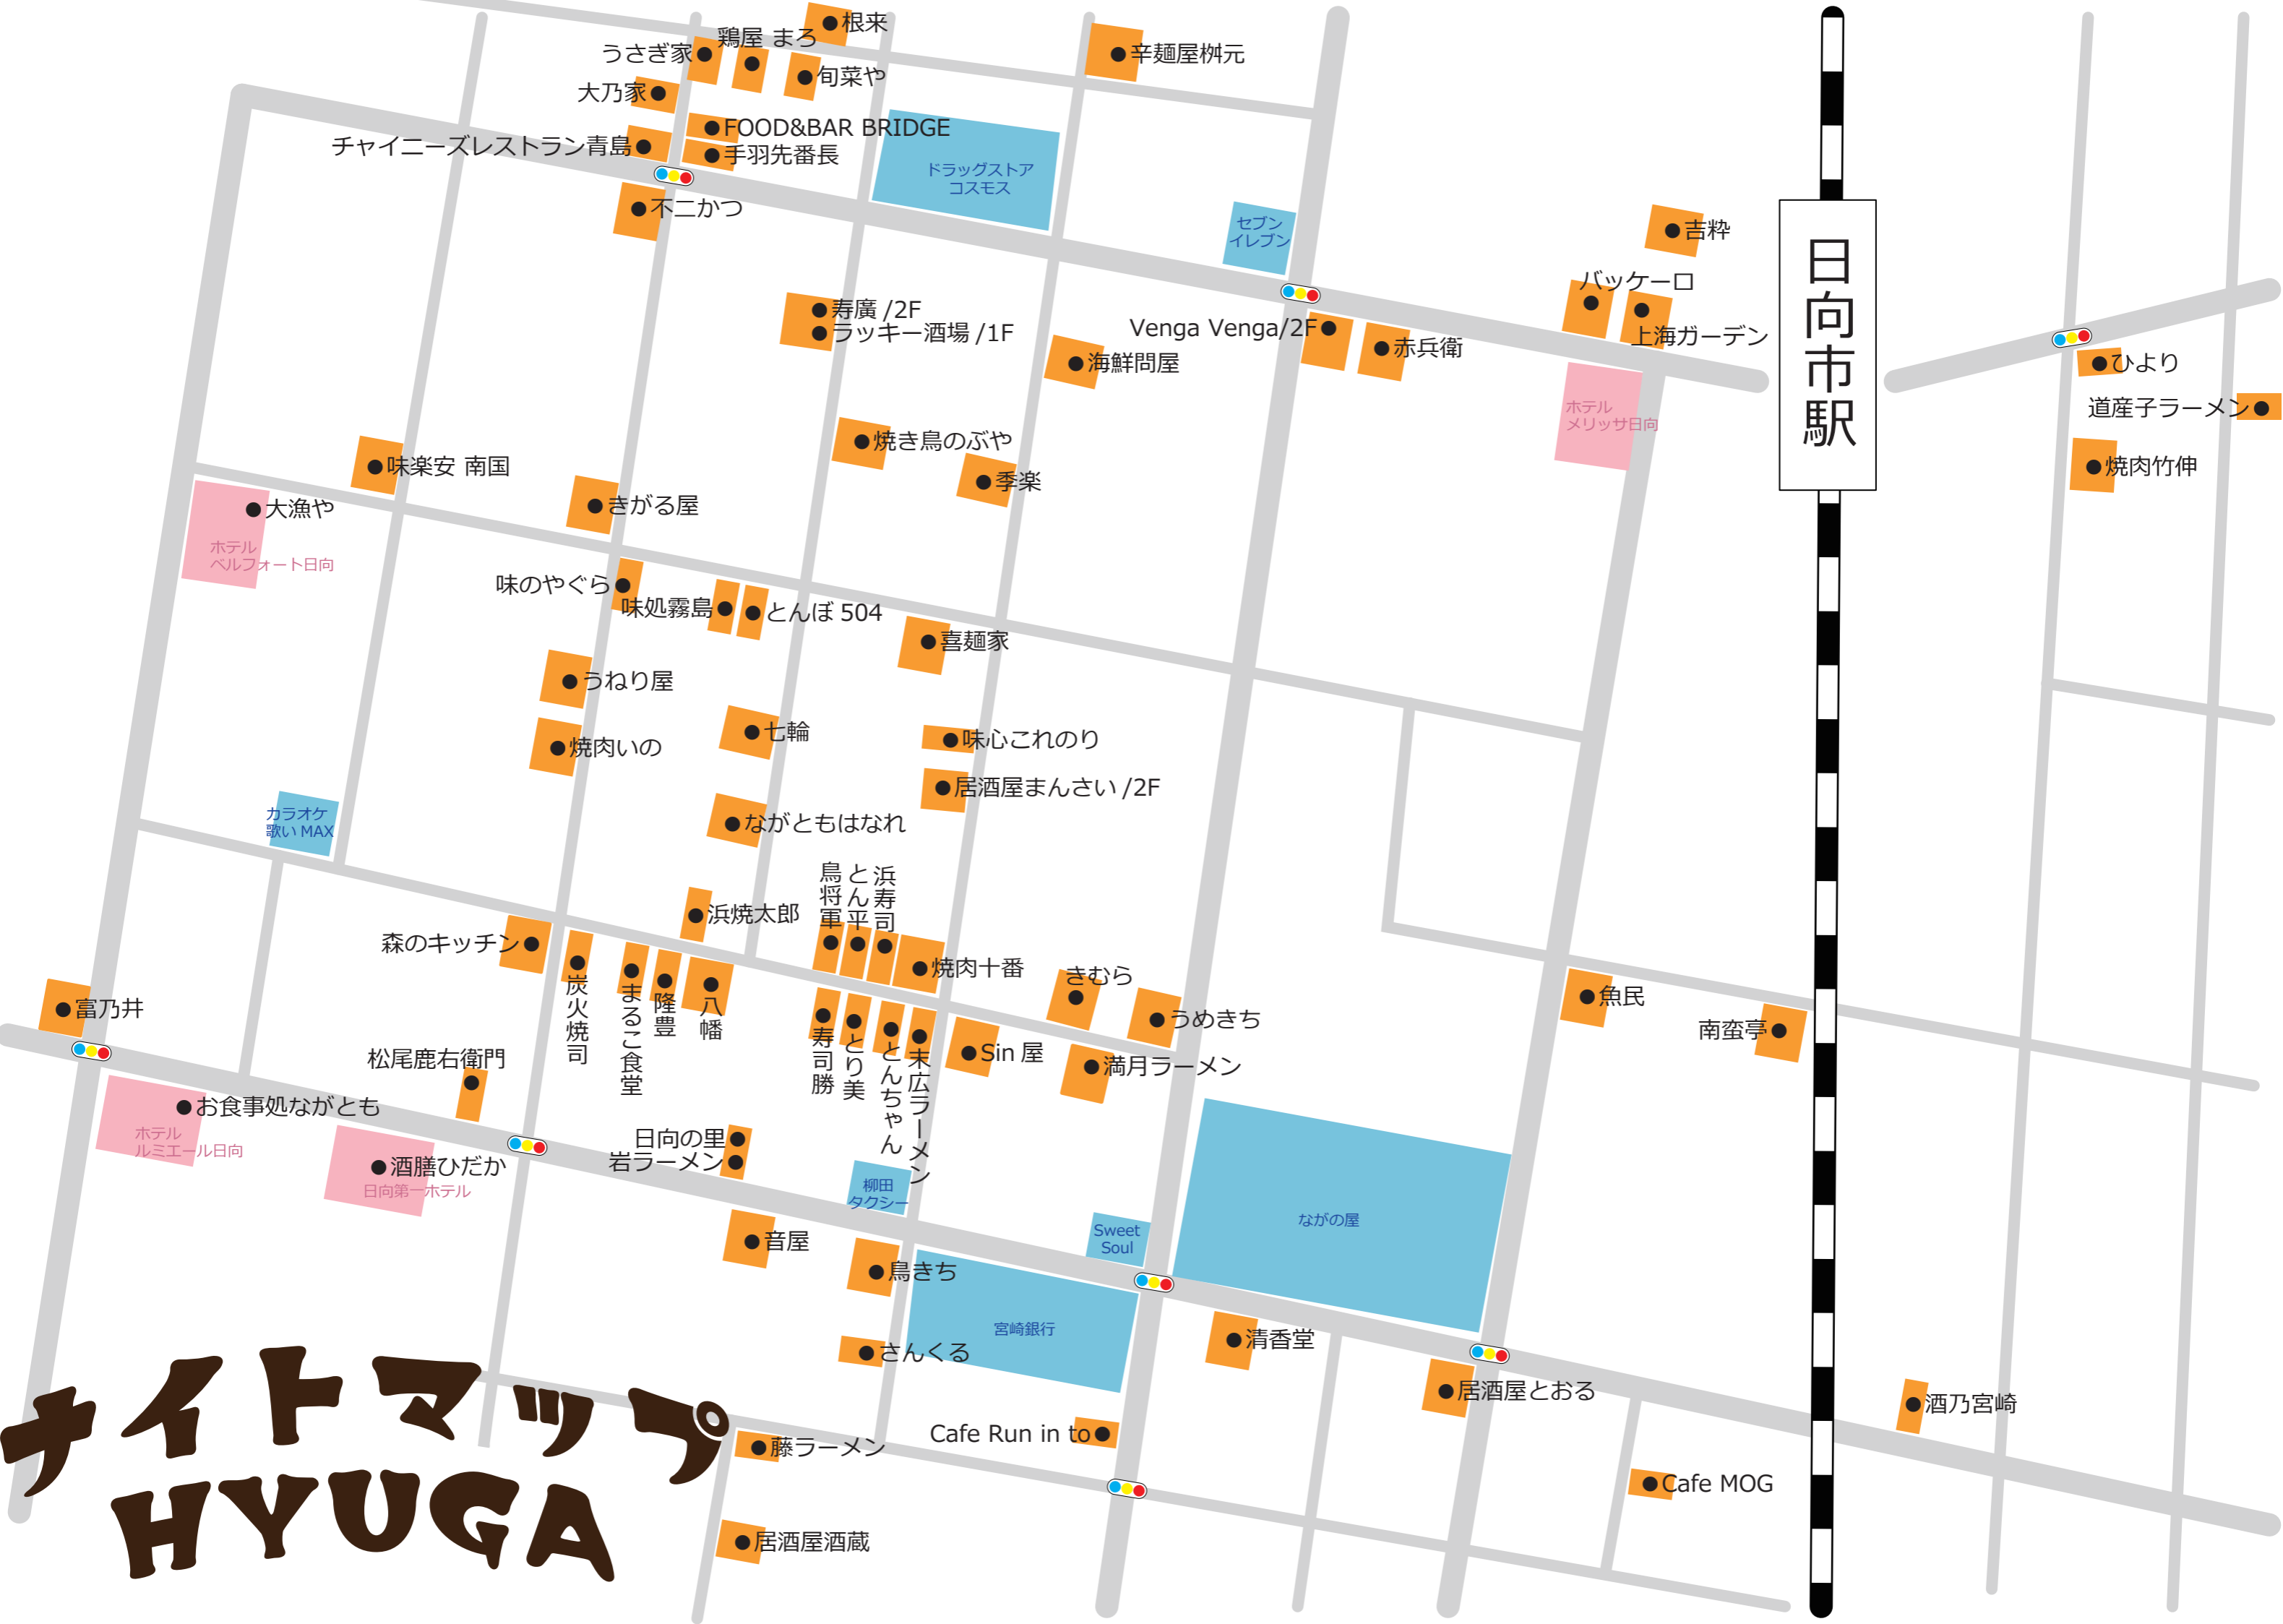 根来
鶏屋 まろ
うさぎ家
辛麺屋桝元
旬菜や
大乃家
FOOD&BAR BRIDGE
チャイニーズレストラン青島
手羽先番長
ドラッグストア
コスモス
不二かつ
セブン
イレブン
吉粋
日向市駅
バッケーロ
寿廣 /2F
ラッキー酒場 /1F
Venga Venga/2F
上海ガーデン
赤兵衛
海鮮問屋
ひより
ホテル
メリッサ日向
道産子ラーメン
焼き鳥のぶや
味楽安 南国
季楽
焼肉竹伸
きがる屋
大漁や
ホテル
ベルフォート日向
味のやぐら
味処霧島
とんぼ 504
喜麺家
うねり屋
七輪
味心これのり
焼肉いの
居酒屋まんさい /2F
カラオケ
歌い MAX
ながともはなれ
鳥将軍
とん平
浜寿司
浜焼太郎
森のキッチン
焼肉十番
きむら
魚民
富乃井
炭火焼司
まるご食堂
隆豊
八幡
寿司勝
とり美
とんちゃん
末広ラーメン
うめきち
南蛮亭
Sin 屋
満月ラーメン
松尾鹿右衛門
お食事処ながとも
ホテル
ルミエール日向
日向の里
岩ラーメン
酒膳ひだか
日向第一ホテル
柳田
タクシー
ながの屋
Sweet
Soul
音屋
鳥きち
宮崎銀行
清香堂
さんくる
居酒屋とおる
酒乃宮崎
Cafe Run in to
藤ラーメン
Cafe MOG
居酒屋酒蔵
ナイトマップ
HYUGA